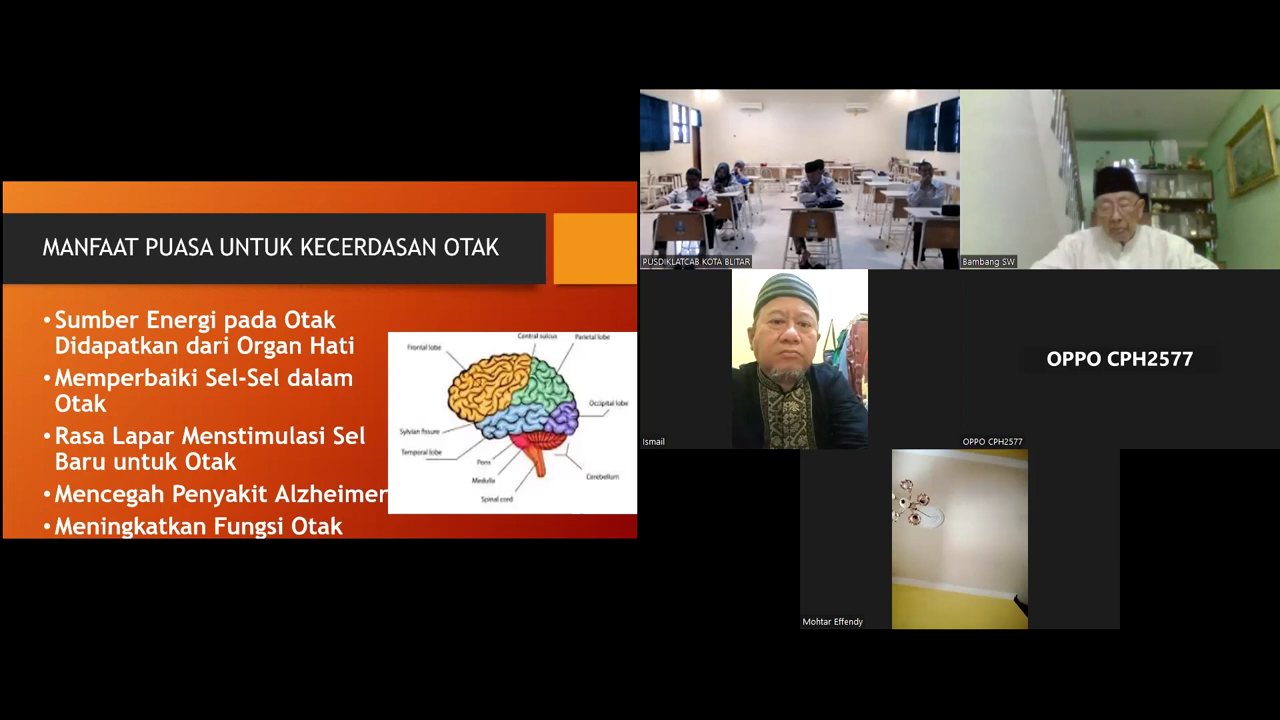 MANFAAT PUASA UNTUK KECERDASAN OTAK
•Sumber Energi pada Otak
Didapatkan dari Organ Hati
•Memperbaiki Sel-Sel dalam
Otak
•Rasa Lapar Menstimulasi Sel
Baru untuk Otak
•Mencegah Penyakit Alzheimer
•Meningkatkan Fungsi Otak
Central sulcus
Parietal lobe
Frontal lobe
Occipital lobe
Sylvian fissure
Temporal lobe
Pons
Medulla
Cerebellum
Spinal cord
PUSDIKLATCAB KOTA BLITAR
Bambang SW
Ismail
OPPO CPH2577
OPPO CPH2577
Mohtar Effendy